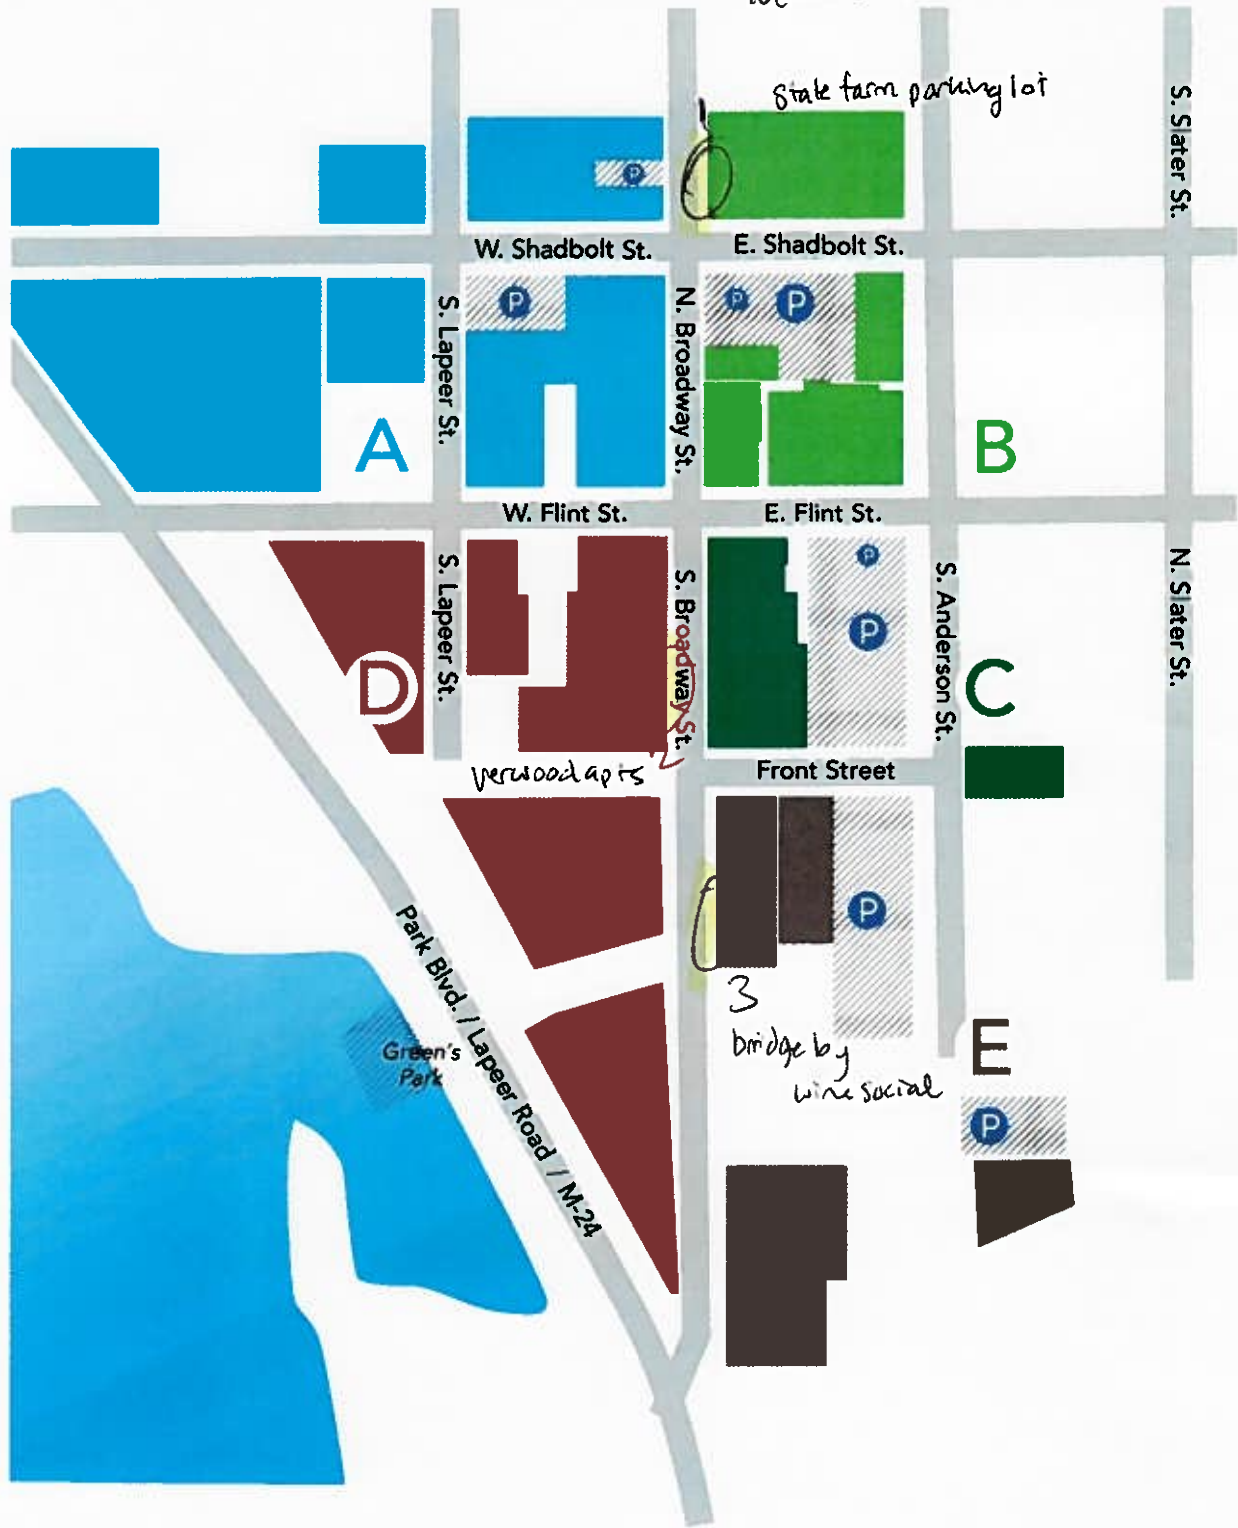 State farm parking lot
1
S. Slater St.
P
W. Shadbolt St.
E. Shadbolt St.
P
P
P
S. Lapeer St.
N. Broadway St.
A
B
W. Flint St.
E. Flint St.
P
S. Lapeer St.
S. Broadway St.
P
S. Anderson St.
N. Slater St.
D
C
2
apts
Front Street
P
Park Blvd. / Lapeer Road / M-24
3
Green's
Park
bridge by
wine social
E
P